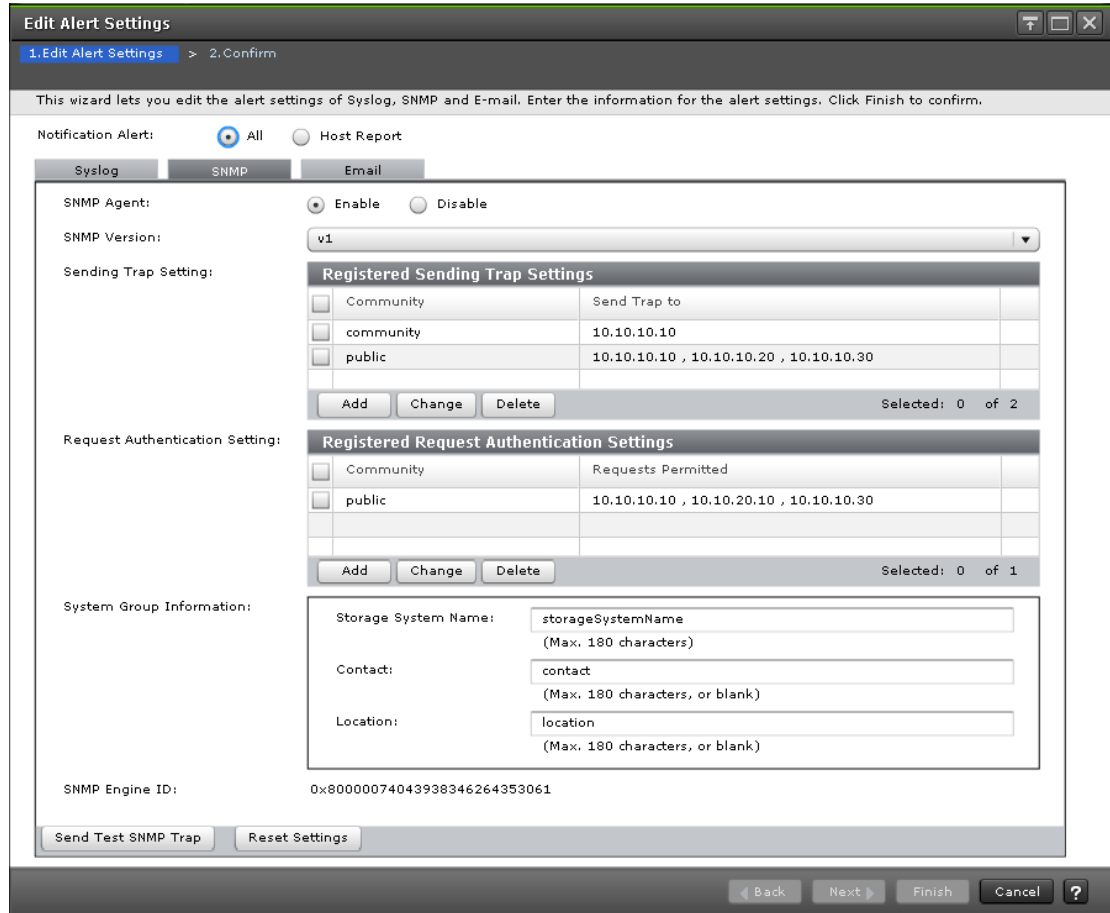 Edit Alert Settings
1.Edit Alert Settings > 2.Confirm
This wizard lets you edit the alert settings of Syslog, SNMP and E-mail. Enter the information for the alert settings. Click Finish to confirm.
Notification Alert: All Host Report
Syslog SNMP Email
SNMP Agent: Enable Disable
SNMP Version: v1
Sending Trap Setting: Registered Sending Trap Settings
Community Send Trap to
community 10.10.10.10
public 10.10.10.10 , 10.10.10.20 , 10.10.10.30
Add Change Delete Selected: 0 of 2
Request Authentication Setting: Registered Request Authentication Settings
Community Requests Permitted
public 10.10.10.10 , 10.10.20.10 , 10.10.10.30
Add Change Delete Selected: 0 of 1
System Group Information:
Storage System Name: storageSystemName
(Max. 180 characters)
Contact: contact
(Max. 180 characters, or blank)
Location: location
(Max. 180 characters, or blank)
SNMP Engine ID: 0x80000074043938346264353061
Send Test SNMP Trap Reset Settings
Back Next Finish Cancel ?